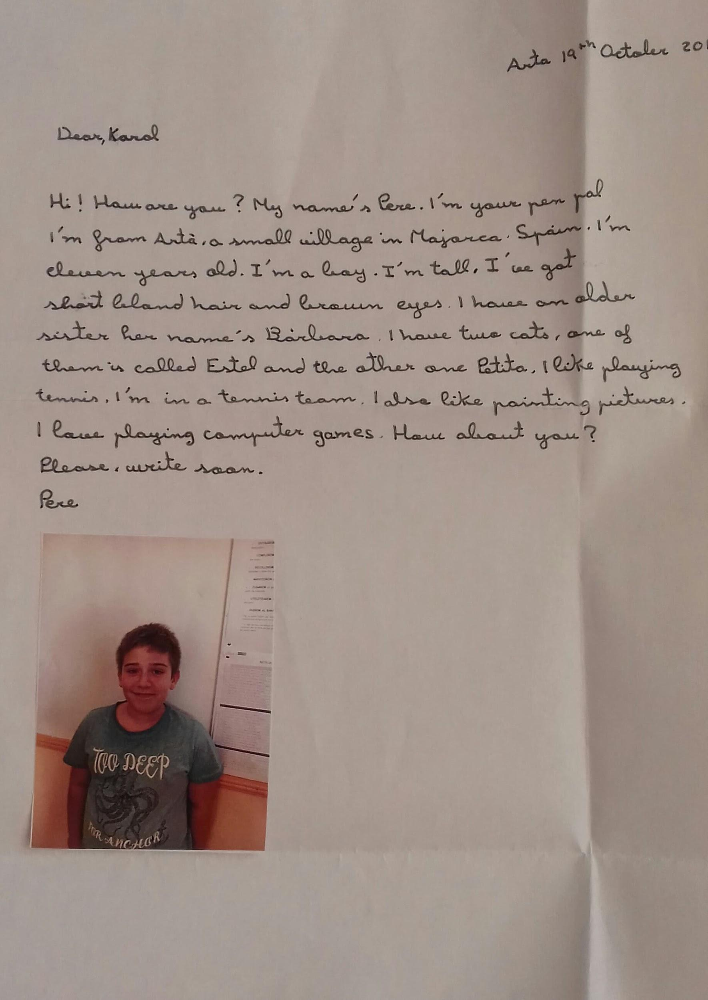 Arta 19th October 201
Dear, Karol
Hi! How are you? My name's Pere. I'm your pen pal
I'm from Artà, a small village in Majorca. Spain. I'm
eleven years old. I'm a boy. I'm tall. I've got
short blond hair and brown eyes. I have an older
sister her name's Bàrbara. I have two cats, one of
them is called Estel and the other one Petita. I like playing
tennis. I'm in a tennis team. I also like painting pictures.
I love playing computer games. How about you?
Please, write soon.
Pere
TOO DEEP
FOR ANCHOR